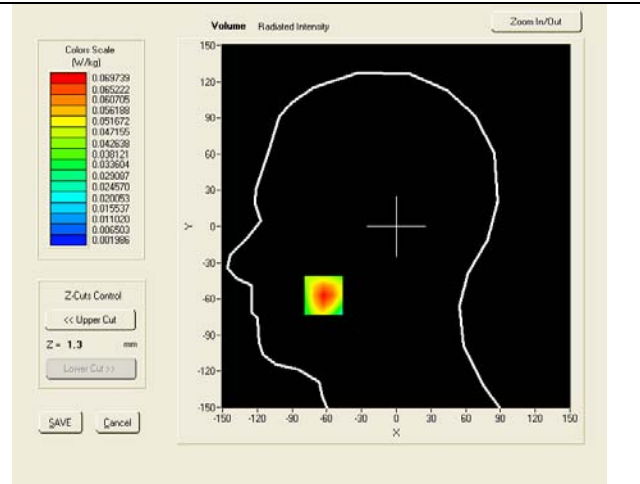 Volume Radiated Intensity
Zoom In/Out
Colors Scale
(W/kg)
0.069739
0.065222
0.060705
0.056188
0.051672
0.047155
0.042638
0.038121
0.033604
0.029087
0.024570
0.020053
0.015537
0.011020
0.006503
0.001986
Z-Cuts Control
<< Upper Cut
Z = 1.3 mm
Lower Cut >>
SAVE Cancel
150
120
90
60
30
0
-30
-60
-90
-120
-150
Y
-150 -120 -90 -60 -30 0 30 60 90 120 150
X